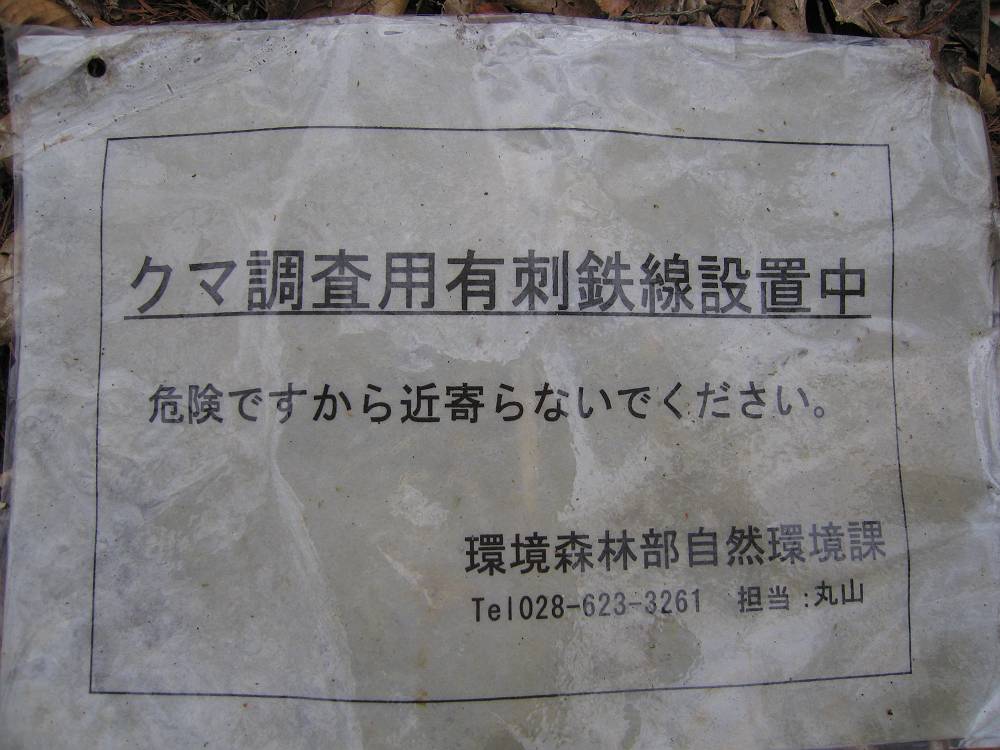 クマ調査用有刺鉄線設置中
危険ですから近寄らないでください。
環境森林部自然環境課
Tel028-623-3261 担当:丸山